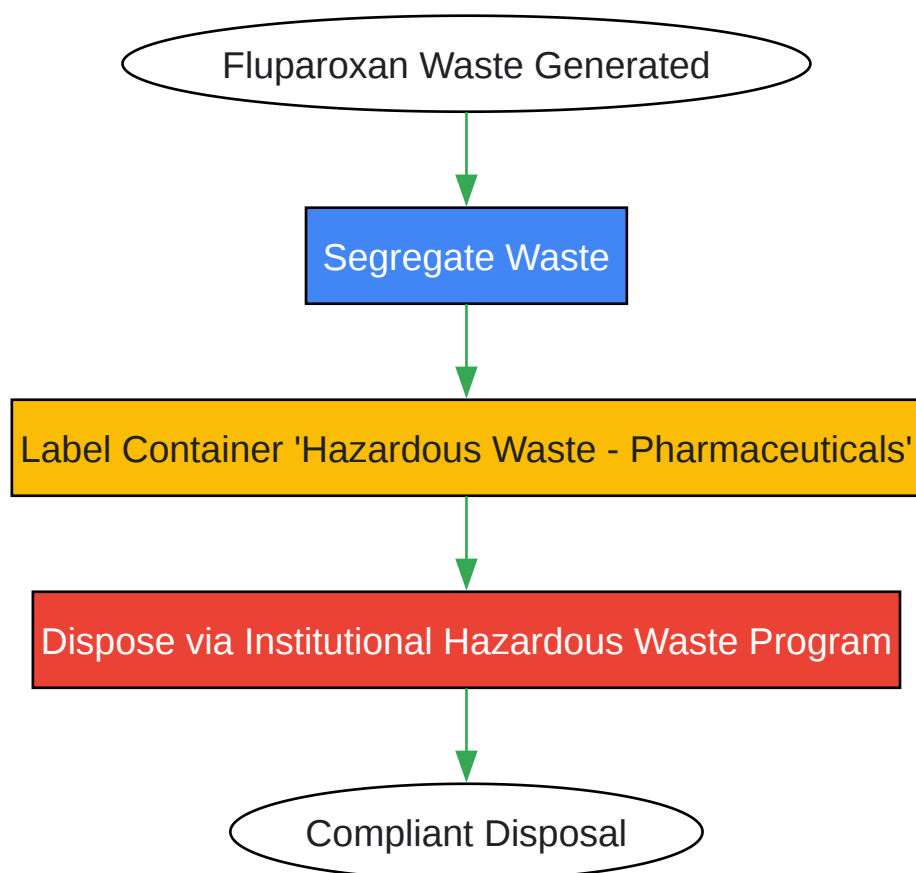 Fluparoxan Waste Generated
Segregate Waste
Label Container 'Hazardous Waste - Pharmaceuticals'
Dispose via Institutional Hazardous Waste Program
Compliant Disposal